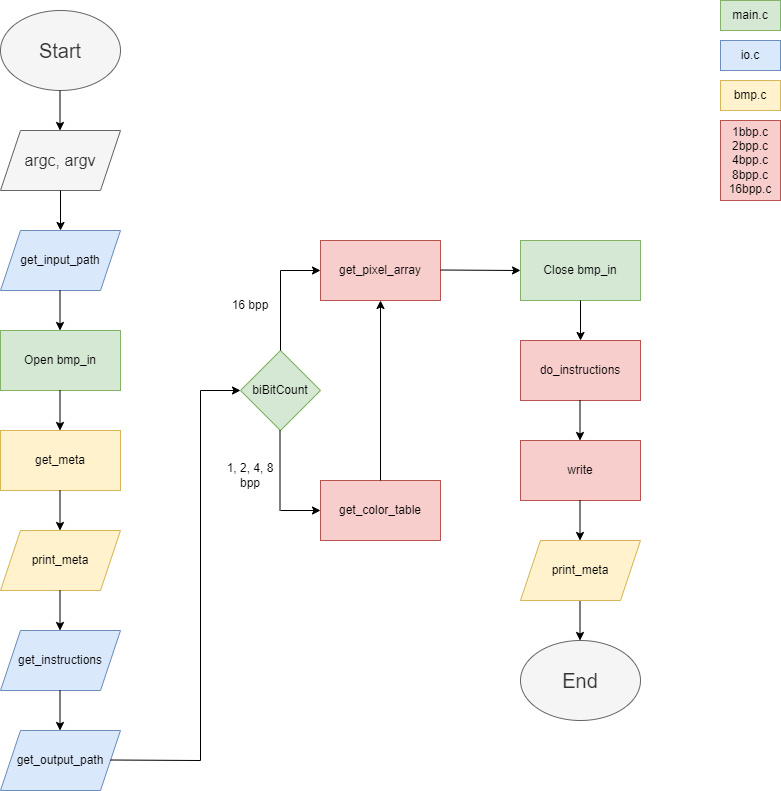 Start
argc, argv
get_input_path
Open bmp_in
get_meta
print_meta
get_instructions
get_output_path
16 bpp
biBitCount
1, 2, 4, 8
bpp
get_pixel_array
get_color_table
Close bmp_in
do_instructions
write
print_meta
End
main.c
io.c
bmp.c
1bbp.c
2bpp.c
4bpp.c
8bpp.c
16bpp.c